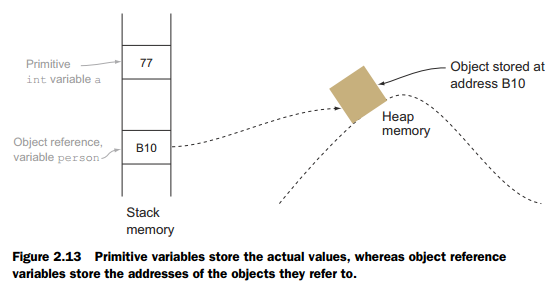 Primitive
int variable a
77
Object stored at
address B10
Heap
memory
Object reference,
variable person
B10
Stack
memory
Figure 2.13 Primitive variables store the actual values, whereas object reference
variables store the addresses of the objects they refer to.